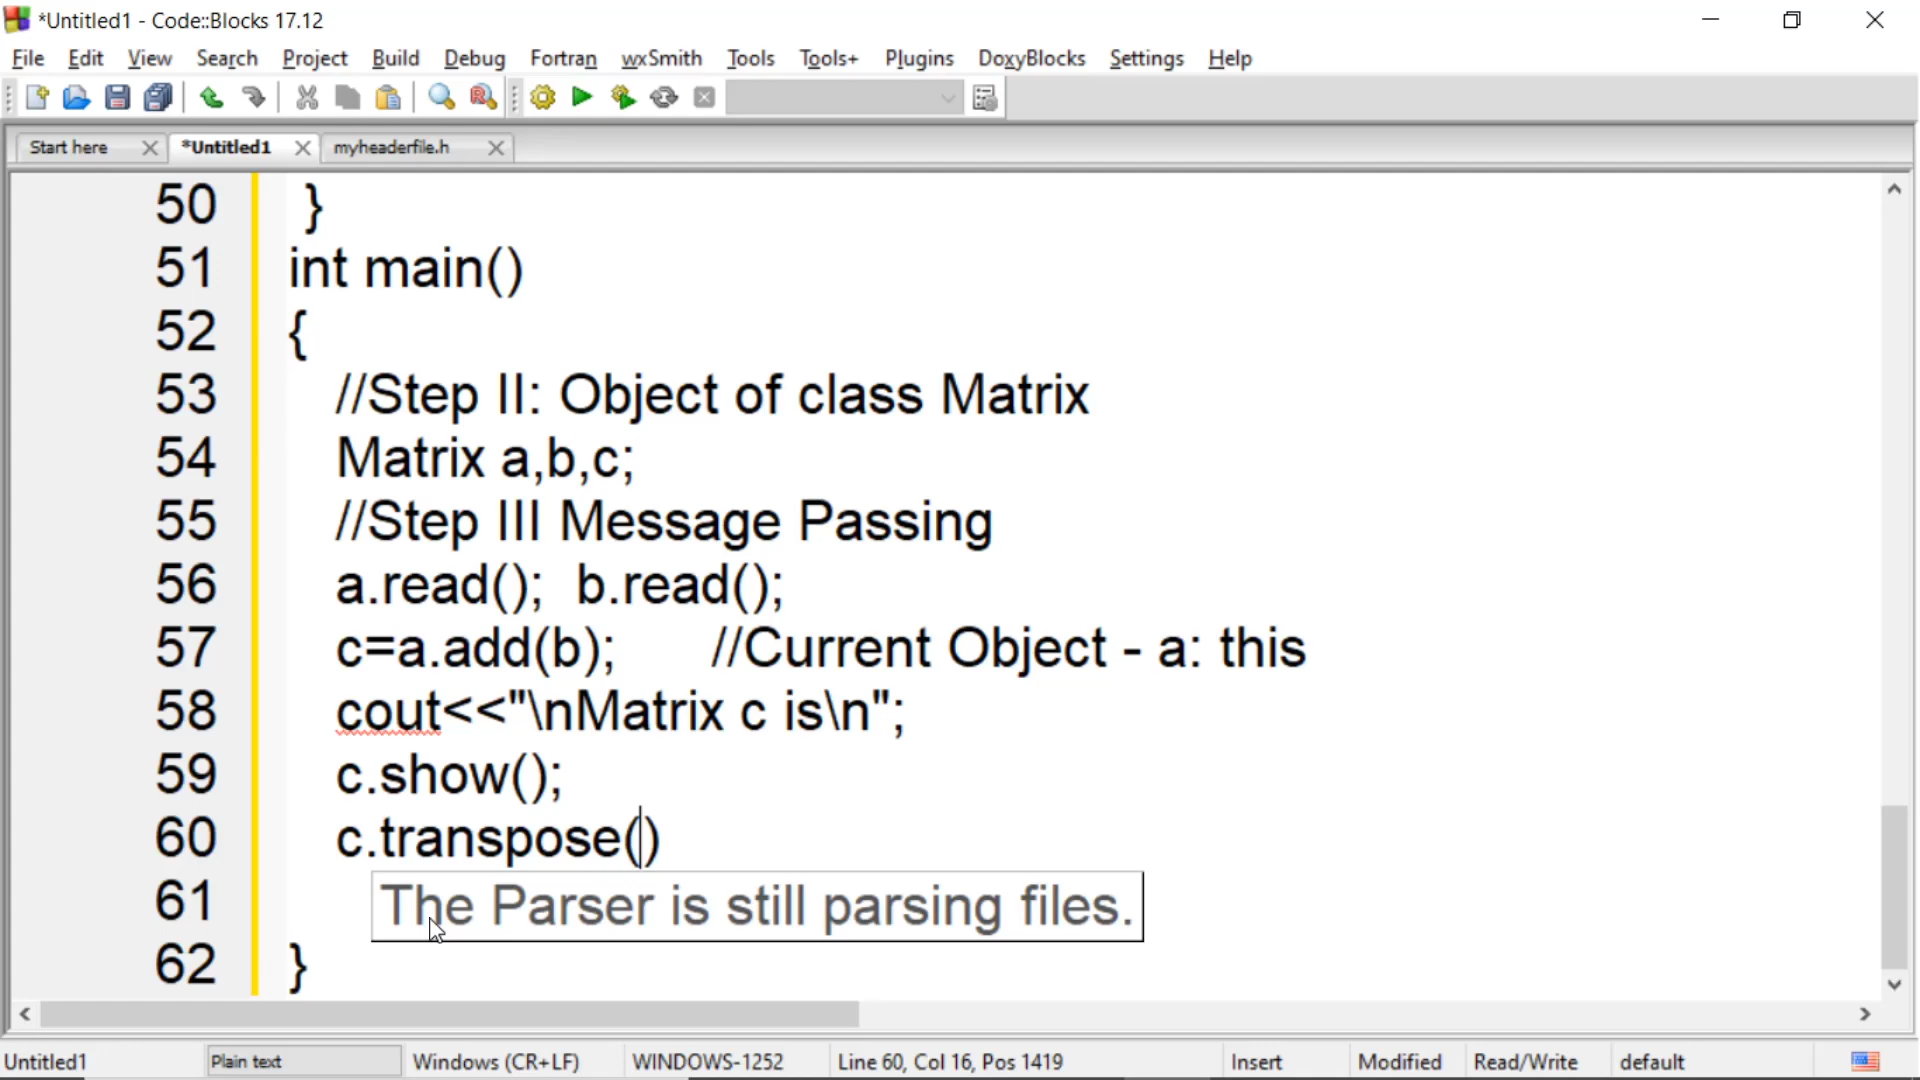 *Untitled1 - Code::Blocks 17.12
File Edit View Search Project Build Debug Fortran wxSmith Tools Tools+ Plugins DoxyBlocks Settings Help
Start here *Untitled1 myheaderfile.h
50 }
51 int main()
52 {
53 //Step II: Object of class Matrix
54 Matrix a,b,c;
55 //Step III Message Passing
56 a.read(); b.read();
57 c=a.add(b); //Current Object - a: this
58 cout<<"\nMatrix c is\n";
59 c.show();
60 c.transpose()
61 The Parser is still parsing files.
62 }
Untitled1 Plain text Windows (CR+LF) WINDOWS-1252 Line 60, Col 16, Pos 1419 Insert Modified Read/Write default